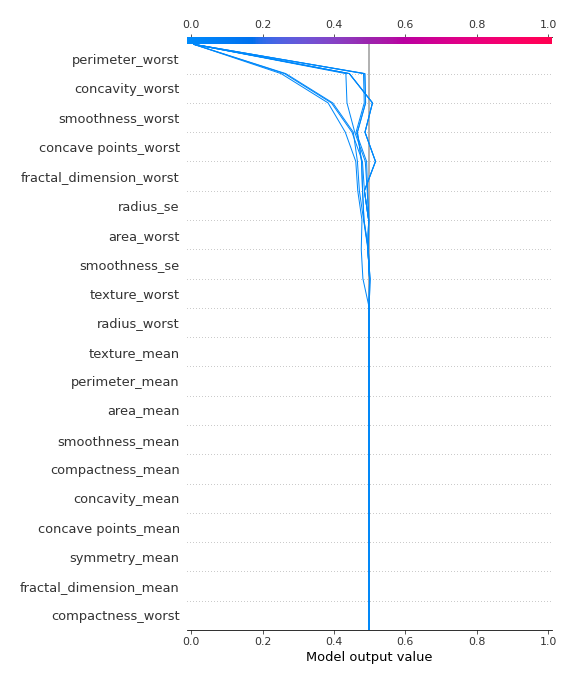 0.0 0.2 0.4 0.6 0.8 1.0
perimeter_worst
concavity_worst
smoothness_worst
concave points_worst
fractal_dimension_worst
radius_se
area_worst
smoothness_se
texture_worst
radius_worst
texture_mean
perimeter_mean
area_mean
smoothness_mean
compactness_mean
concavity_mean
concave points_mean
symmetry_mean
fractal_dimension_mean
compactness_worst
0.0 0.2 0.4 0.6 0.8 1.0
Model output value